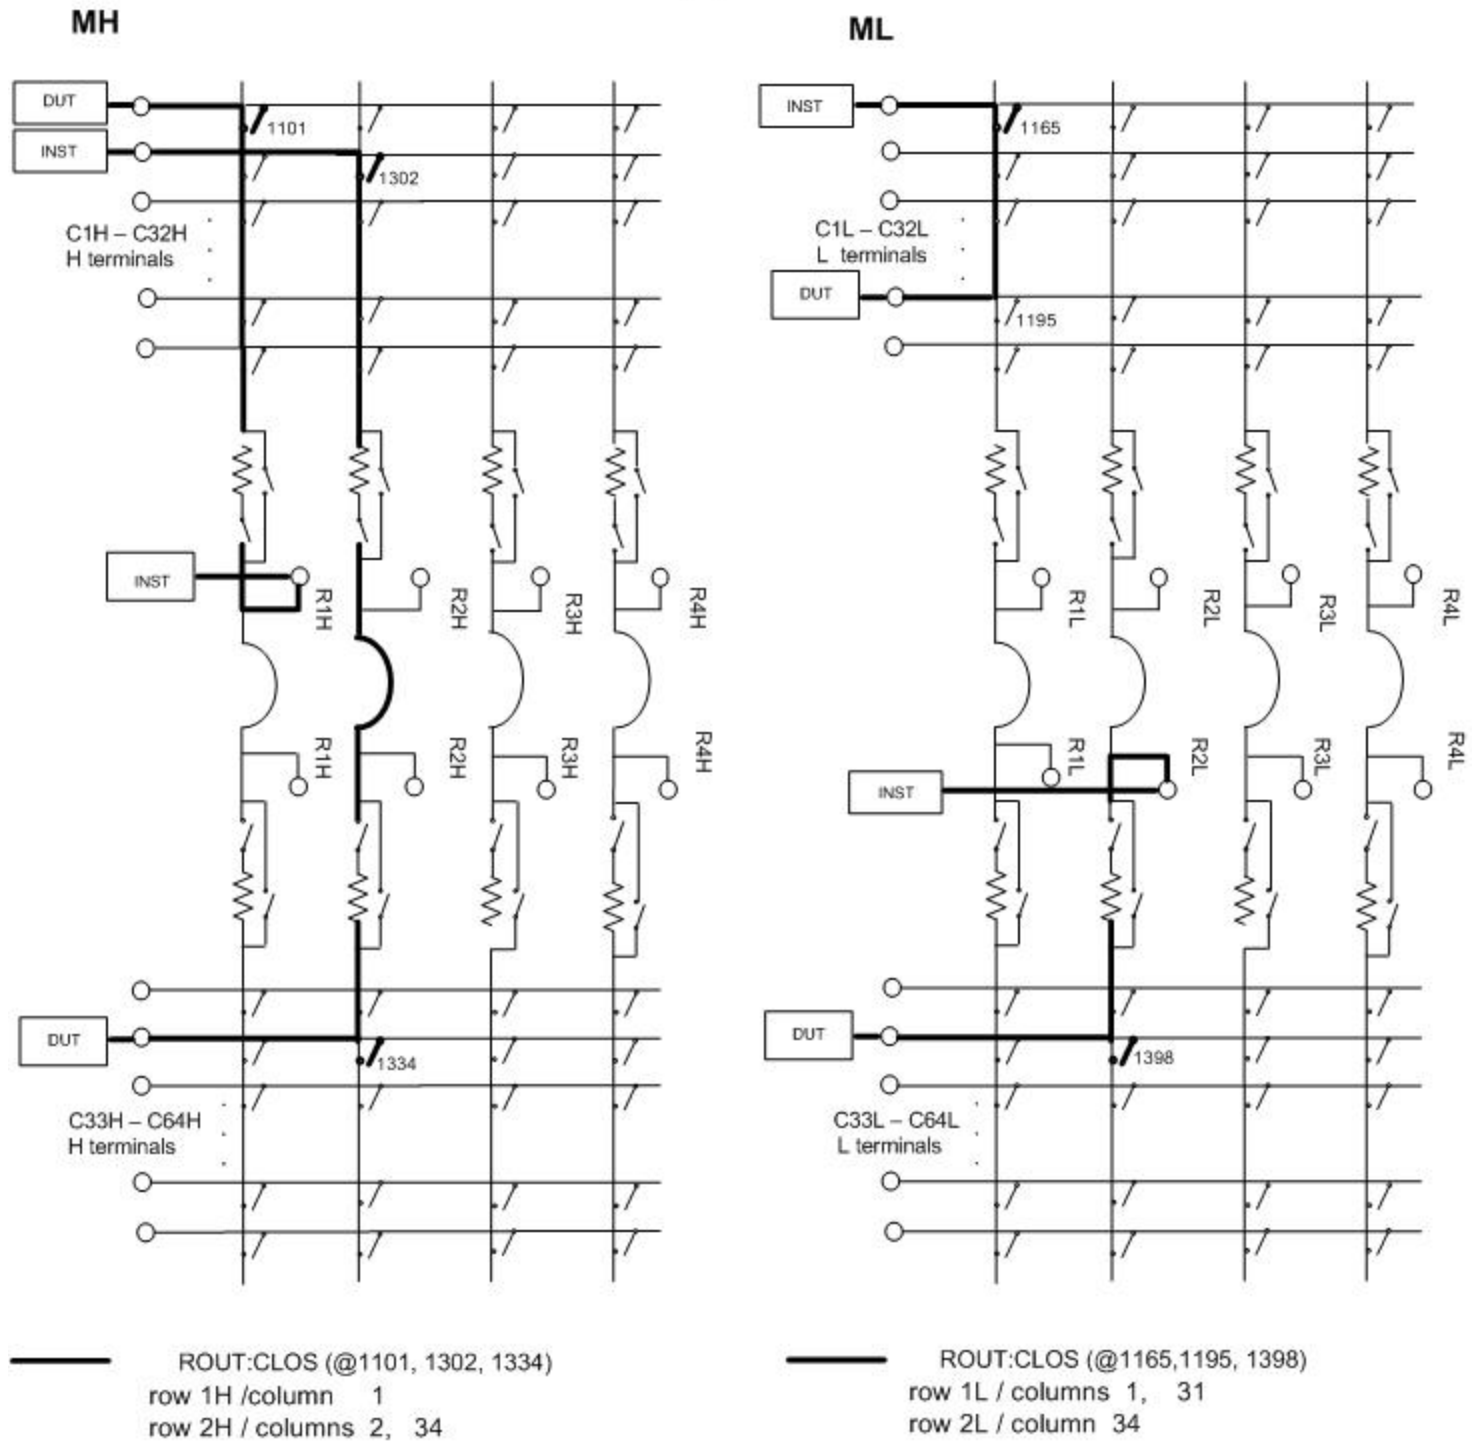 MH
ML
DUT
INST
1101
1302
C1H – C32H
H terminals
INST
1165
C1L – C32L
L terminals
DUT
1195
INST
R1H
R2H
R3H
R4H
R1L
R2L
R3L
R4L
R1H
R2H
R3H
R4H
R1L
R2L
R3L
R4L
INST
DUT
1334
C33H – C64H
H terminals
DUT
1398
C33L – C64L
L terminals
ROUT:CLOS (@1101, 1302, 1334)
row 1H /column 1
row 2H / columns 2, 34
ROUT:CLOS (@1165,1195, 1398)
row 1L / columns 1, 31
row 2L / column 34